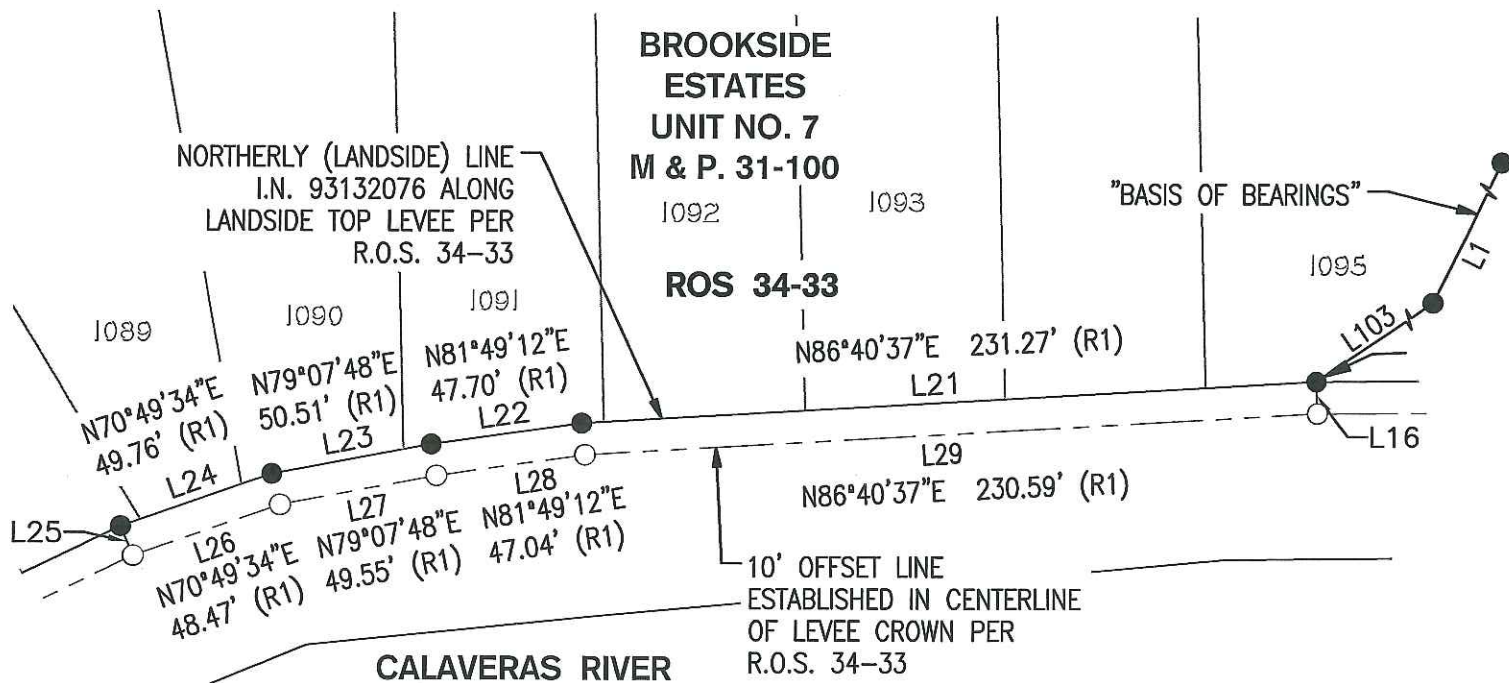 BROOKSIDE
ESTATES
UNIT NO. 7
M & P. 31-100
NORTHERLY (LANDSIDE) LINE
I.N. 93132076 ALONG
LANDSIDE TOP LEVEE PER
R.O.S. 34-33
"BASIS OF BEARINGS"
1092
1093
1095
ROS 34-33
L1
L103
1089
1090
1091
N70°49'34"E
49.76' (R1)
L24
N79°07'48"E
50.51' (R1)
L23
N81°49'12"E
47.70' (R1)
L22
N86°40'37"E 231.27' (R1)
L21
L16
L25
L26
N70°49'34"E
48.47' (R1)
L27
N79°07'48"E
49.55' (R1)
L28
N81°49'12"E
47.04' (R1)
L29
N86°40'37"E 230.59' (R1)
10' OFFSET LINE
ESTABLISHED IN CENTERLINE
OF LEVEE CROWN PER
R.O.S. 34-33
CALAVERAS RIVER